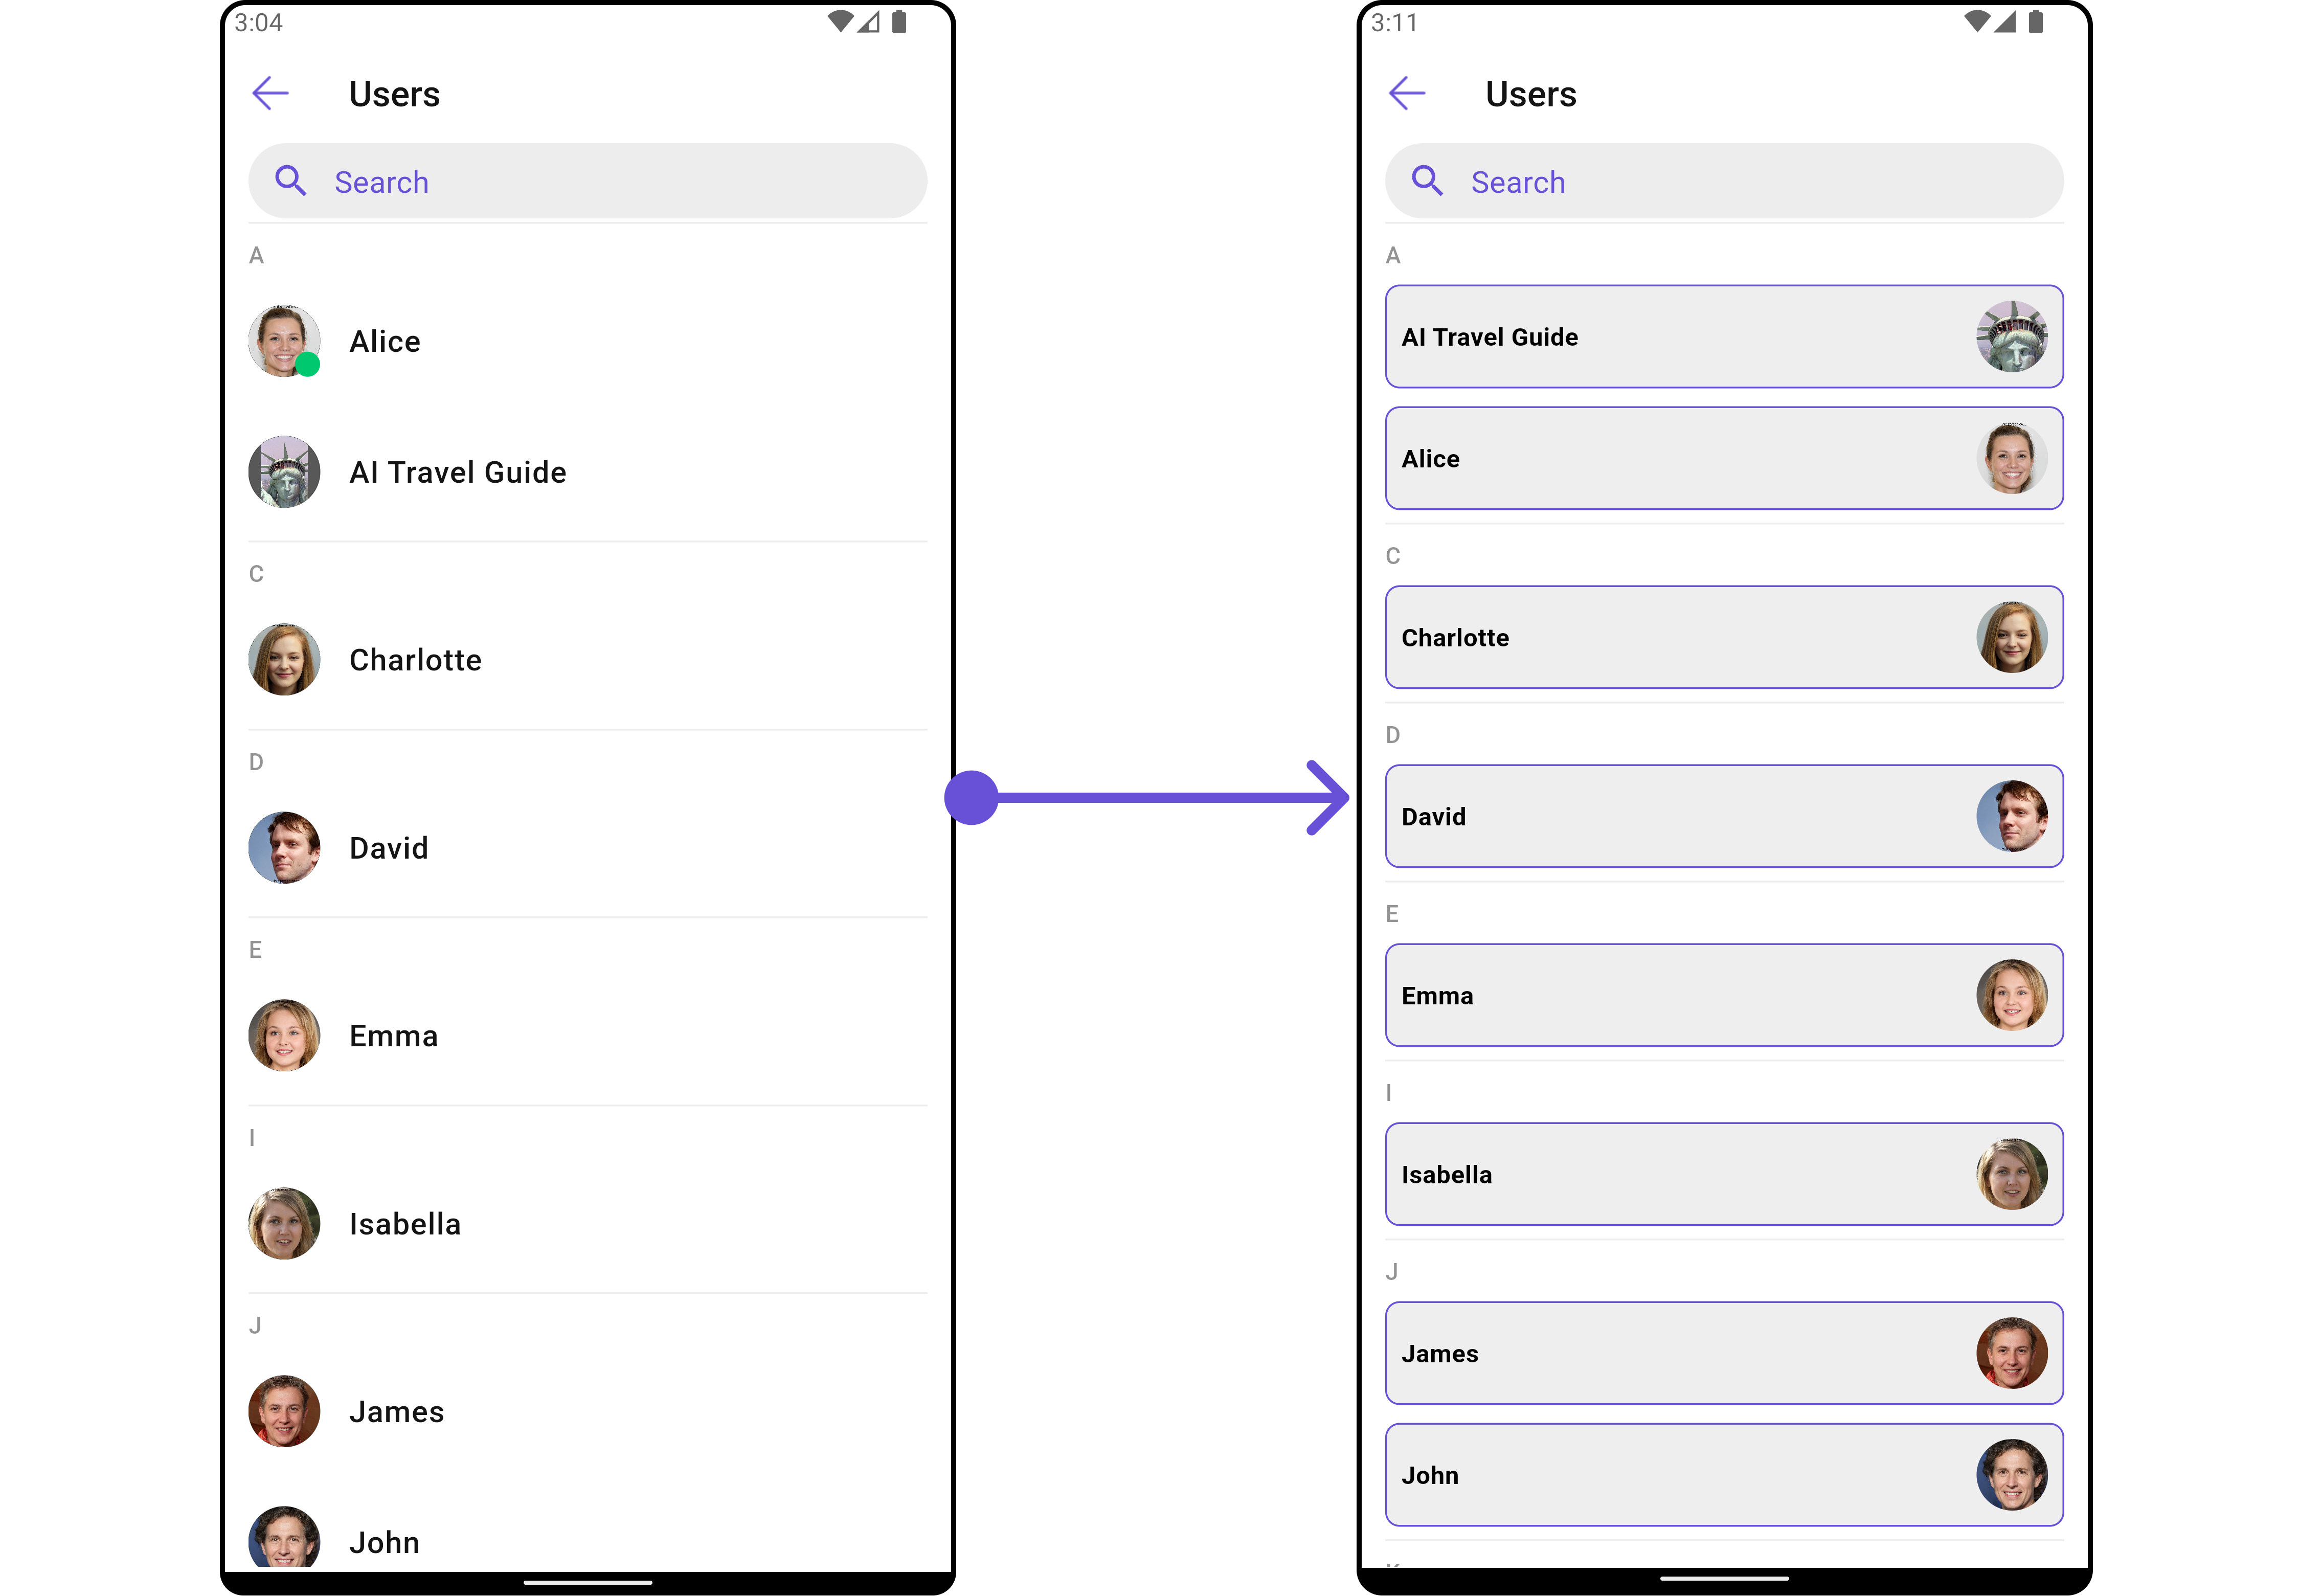 3:04
Users
Search
A
Alice
AI Travel Guide
C
Charlotte
D
David
E
Emma
I
Isabella
J
James
John
3:11
Users
Search
A
AI Travel Guide
Alice
C
Charlotte
D
David
E
Emma
I
Isabella
J
James
John